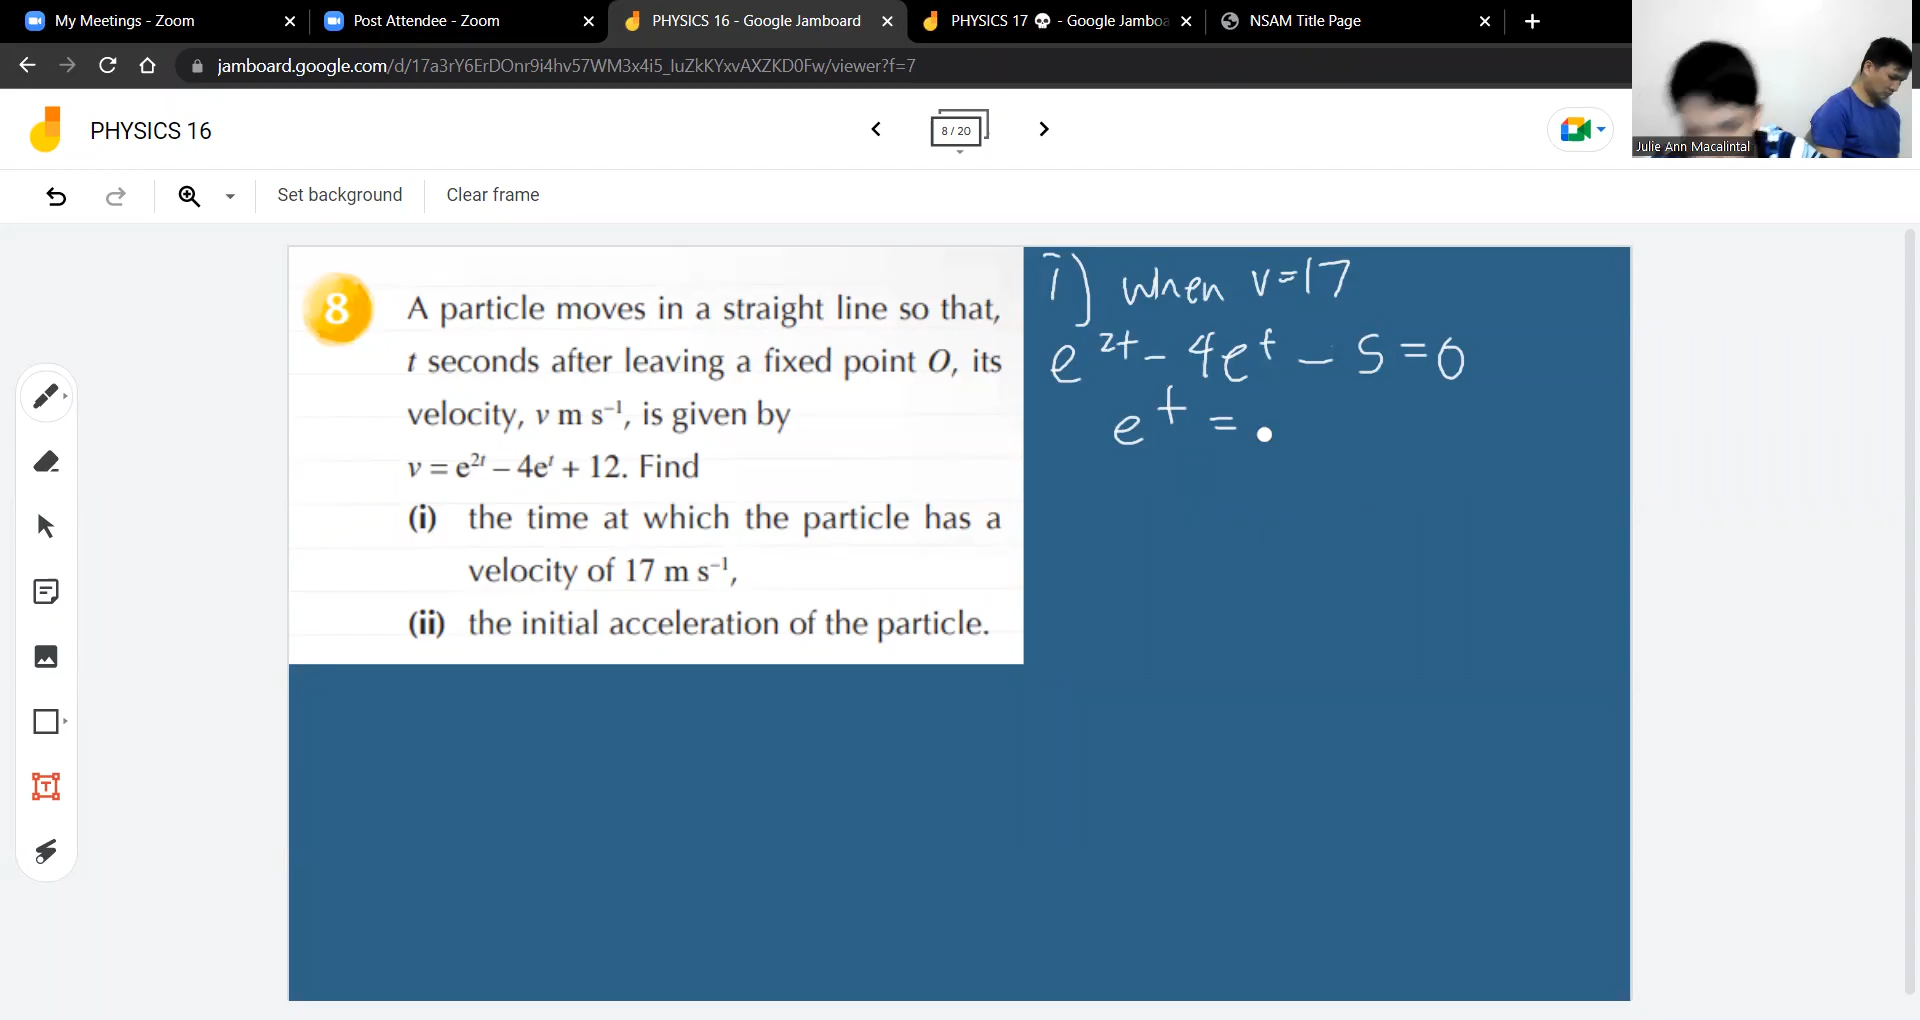 My Meetings - Zoom
Post Attendee - Zoom
PHYSICS 16 - Google Jamboard
PHYSICS 17 💀 - Google Jamboa
NSAM Title Page
jamboard.google.com/d/17a3rY6ErDOnr9i4hv57WM3x4i5_luZkKYxvAXZKD0Fw/viewer?f=7
PHYSICS 16
8 / 20
Julie Ann Macalintal
Set background
Clear frame
8
A particle moves in a straight line so that,
t seconds after leaving a fixed point O, its
velocity, v m s⁻¹, is given by
v = e²ᵗ – 4eᵗ + 12. Find
(i) the time at which the particle has a
velocity of 17 m s⁻¹,
(ii) the initial acceleration of the particle.
i) when v=17
e²ᵗ - 4eᵗ - 5 = 0
eᵗ =
T